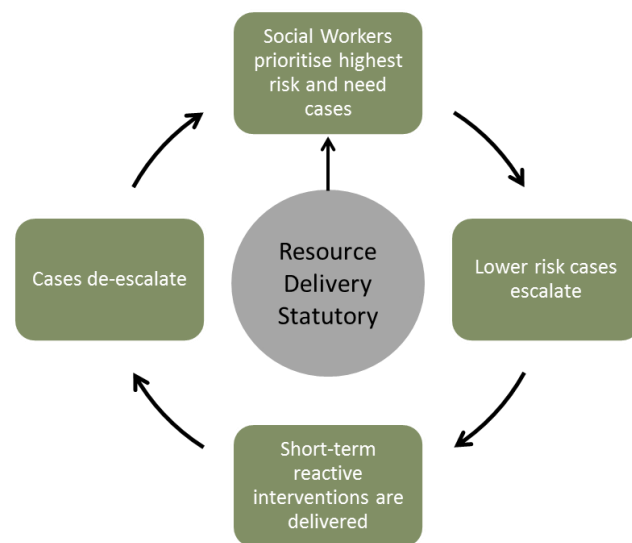 Social Workers
prioritise highest
risk and need
cases
Lower risk cases
escalate
Short-term
reactive
interventions are
delivered
Cases de-escalate
Resource
Delivery
Statutory